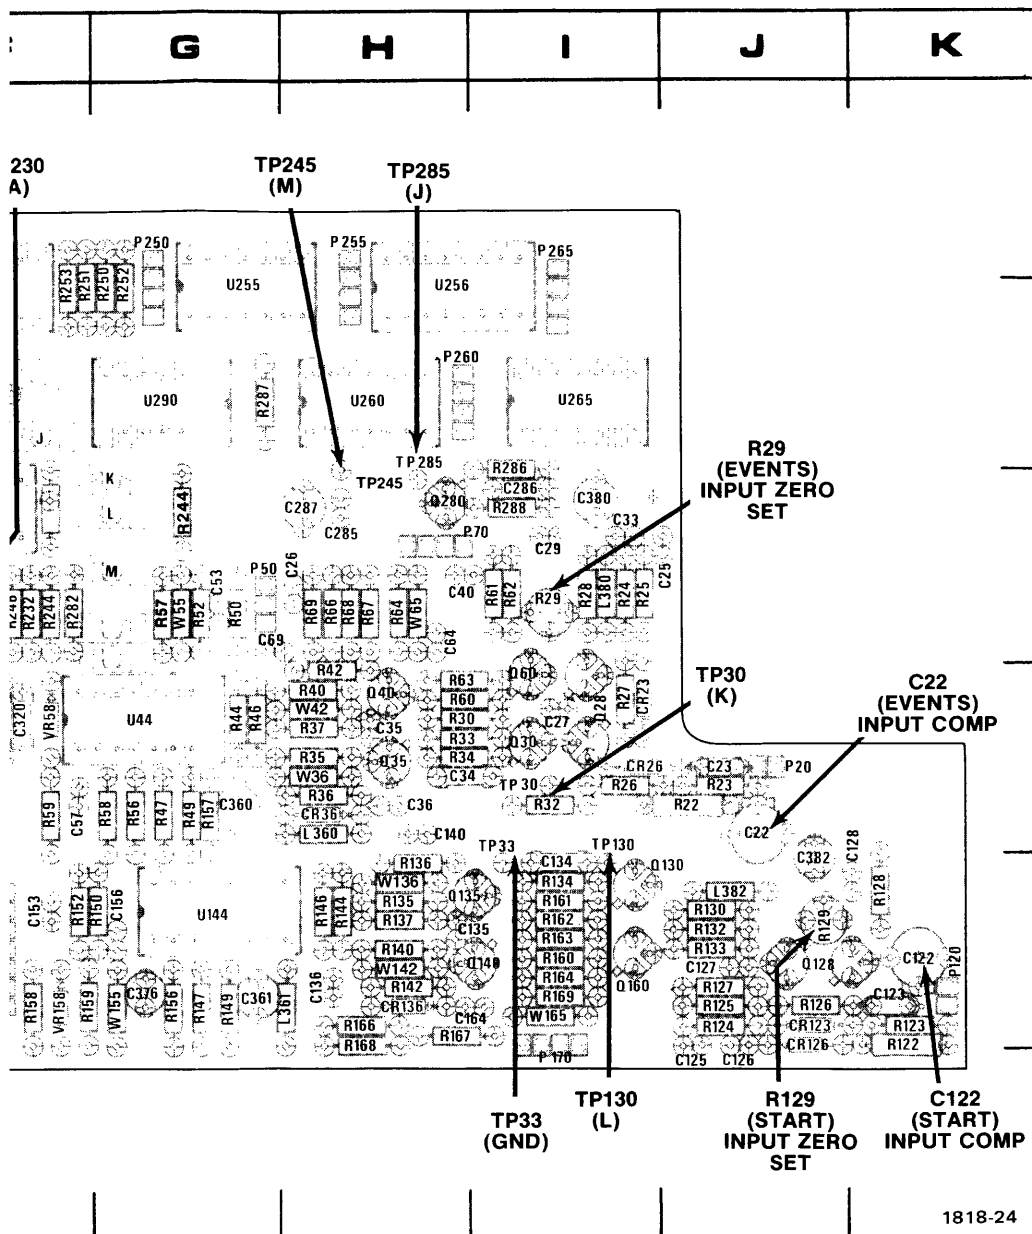 G H I J K
230
A)
TP245
(M)
TP285
(J)
P250 P255 P265
R253 R251 R250 R252
U255 U256
P260
U290 R287 U260 U265
J
K
L
M
R244
TP285
TP245
C287
C285
Q280
R286
C286
R288
C380
R29
(EVENTS)
INPUT ZERO
SET
P70
C29
C33
C25
R232 R244 R282
R57 W55 R52
C53
R50
P50
C26
C69
R69 R66 R68 R67
R64 W65
C64
C40
R61 R62
R29
R28 L380 R24 R25
C320
VR58
U44
R44 R46
R42
R40
W42
R37
R35
W36
R36
CR36
L360
Q40
C35
Q35
C36
C140
R63
R60
R30
R33
R34
C34
Q60
Q30
C27
Q28
R27
CR23
TP30
(K)
C22
(EVENTS)
INPUT COMP
TP30
R32
CR26
R26
C23
R23
R22
P20
C22
R59
C57
R58 R56 R47 R49 R157
C360
TP33
TP130
Q130
C382
C128
R128
C153
R152 R150
C156
U144
R146 R144
R136
W136
R135
R137
R140
W142
R142
CR136
C136
Q135
C135
C164
C134
R134
R161
R162
R163
R160
R164
R169
W165
Q160
L382
R130
R132
R133
C127
R127
R125
R124
R129
Q128
C122
P120
C123
R126
CR123
CR126
R123
R122
R158
VR158
R159
W155
C376
R156
R147
R149
C361
L361
R166
R168
R167
P170
C125 C126
TP33
(GND)
TP130
(L)
R129
(START)
INPUT ZERO
SET
C122
(START)
INPUT COMP
1818-24